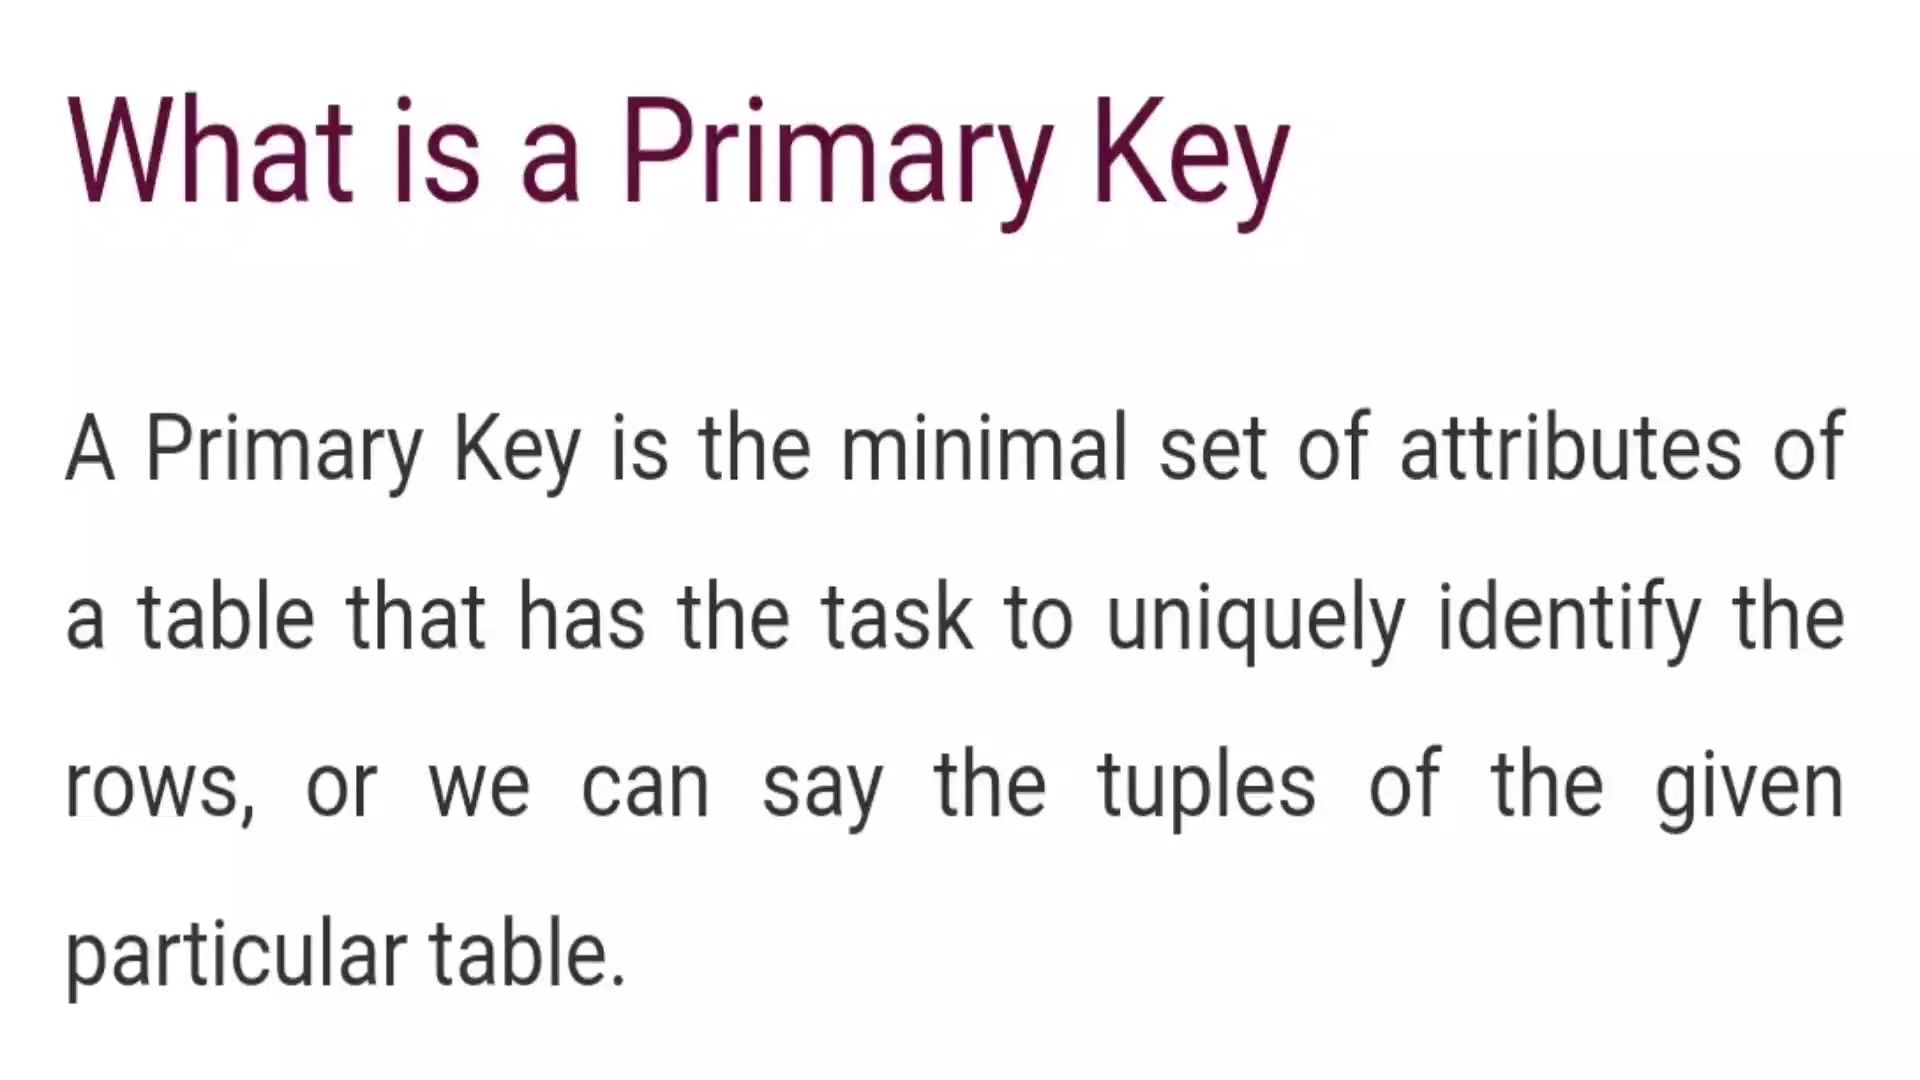 What is a Primary Key
A Primary Key is the minimal set of attributes of
a table that has the task to uniquely identify the
rows, or we can say the tuples of the given
particular table.